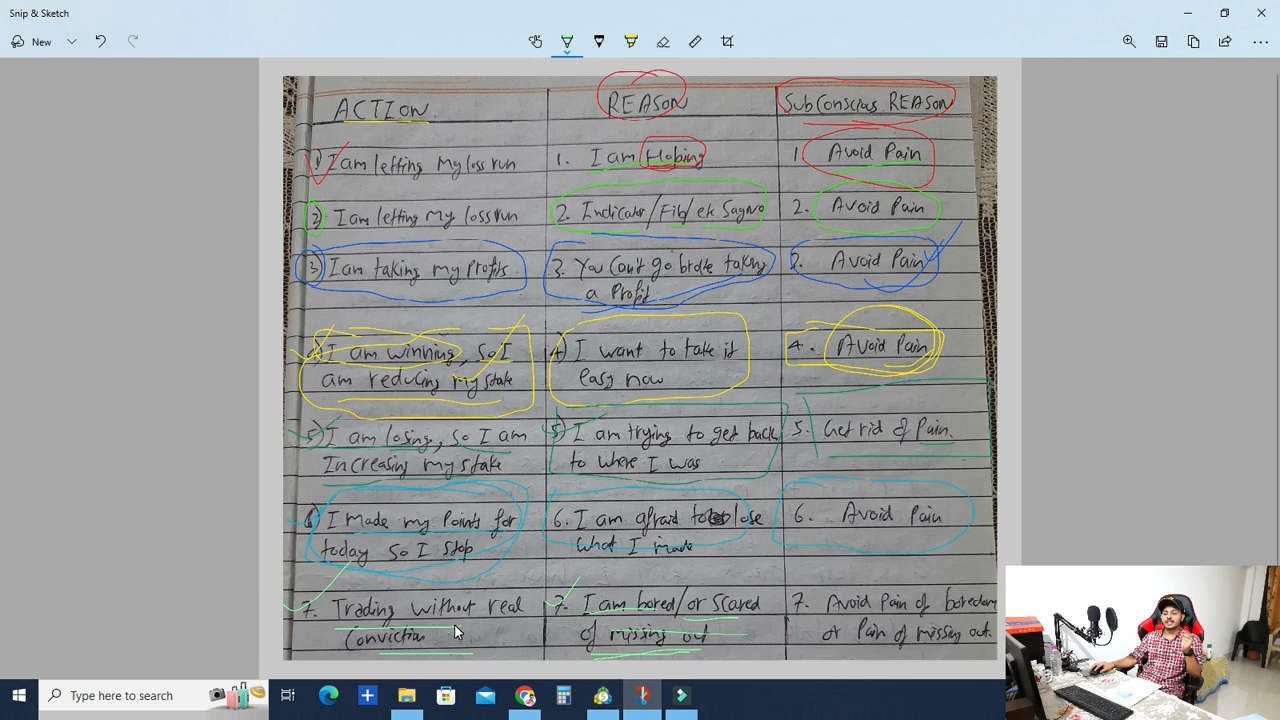 Snip & Sketch
New
ACTION
REASON
SubConscius REASON
1) I am letting My loss run
1. I am Hobing
1 Avoid Pain
2) I am letting My loss run
2. Indicator/Fib/ek
2. Avoid Pain
3) I am taking my Profits
3. You Can't go broke taking
a Profit
Avoid Pain
I am winning, so I
am reducing my stake
4) I want to take it
easy now
4. Avoid Pain
5) I am losing, so I am
Increasing my stake
5) I am trying to get back
to where I was
5. Get rid of Pain.
I made my Points for
today so I stop
6. I am afraid to lose
what I made
6. Avoid Pain
7. Trading without real
Conviction
7. I am bored/or scared
of missing out
7. Avoid Pain of boredom
or Pain of missing out.
Type here to search